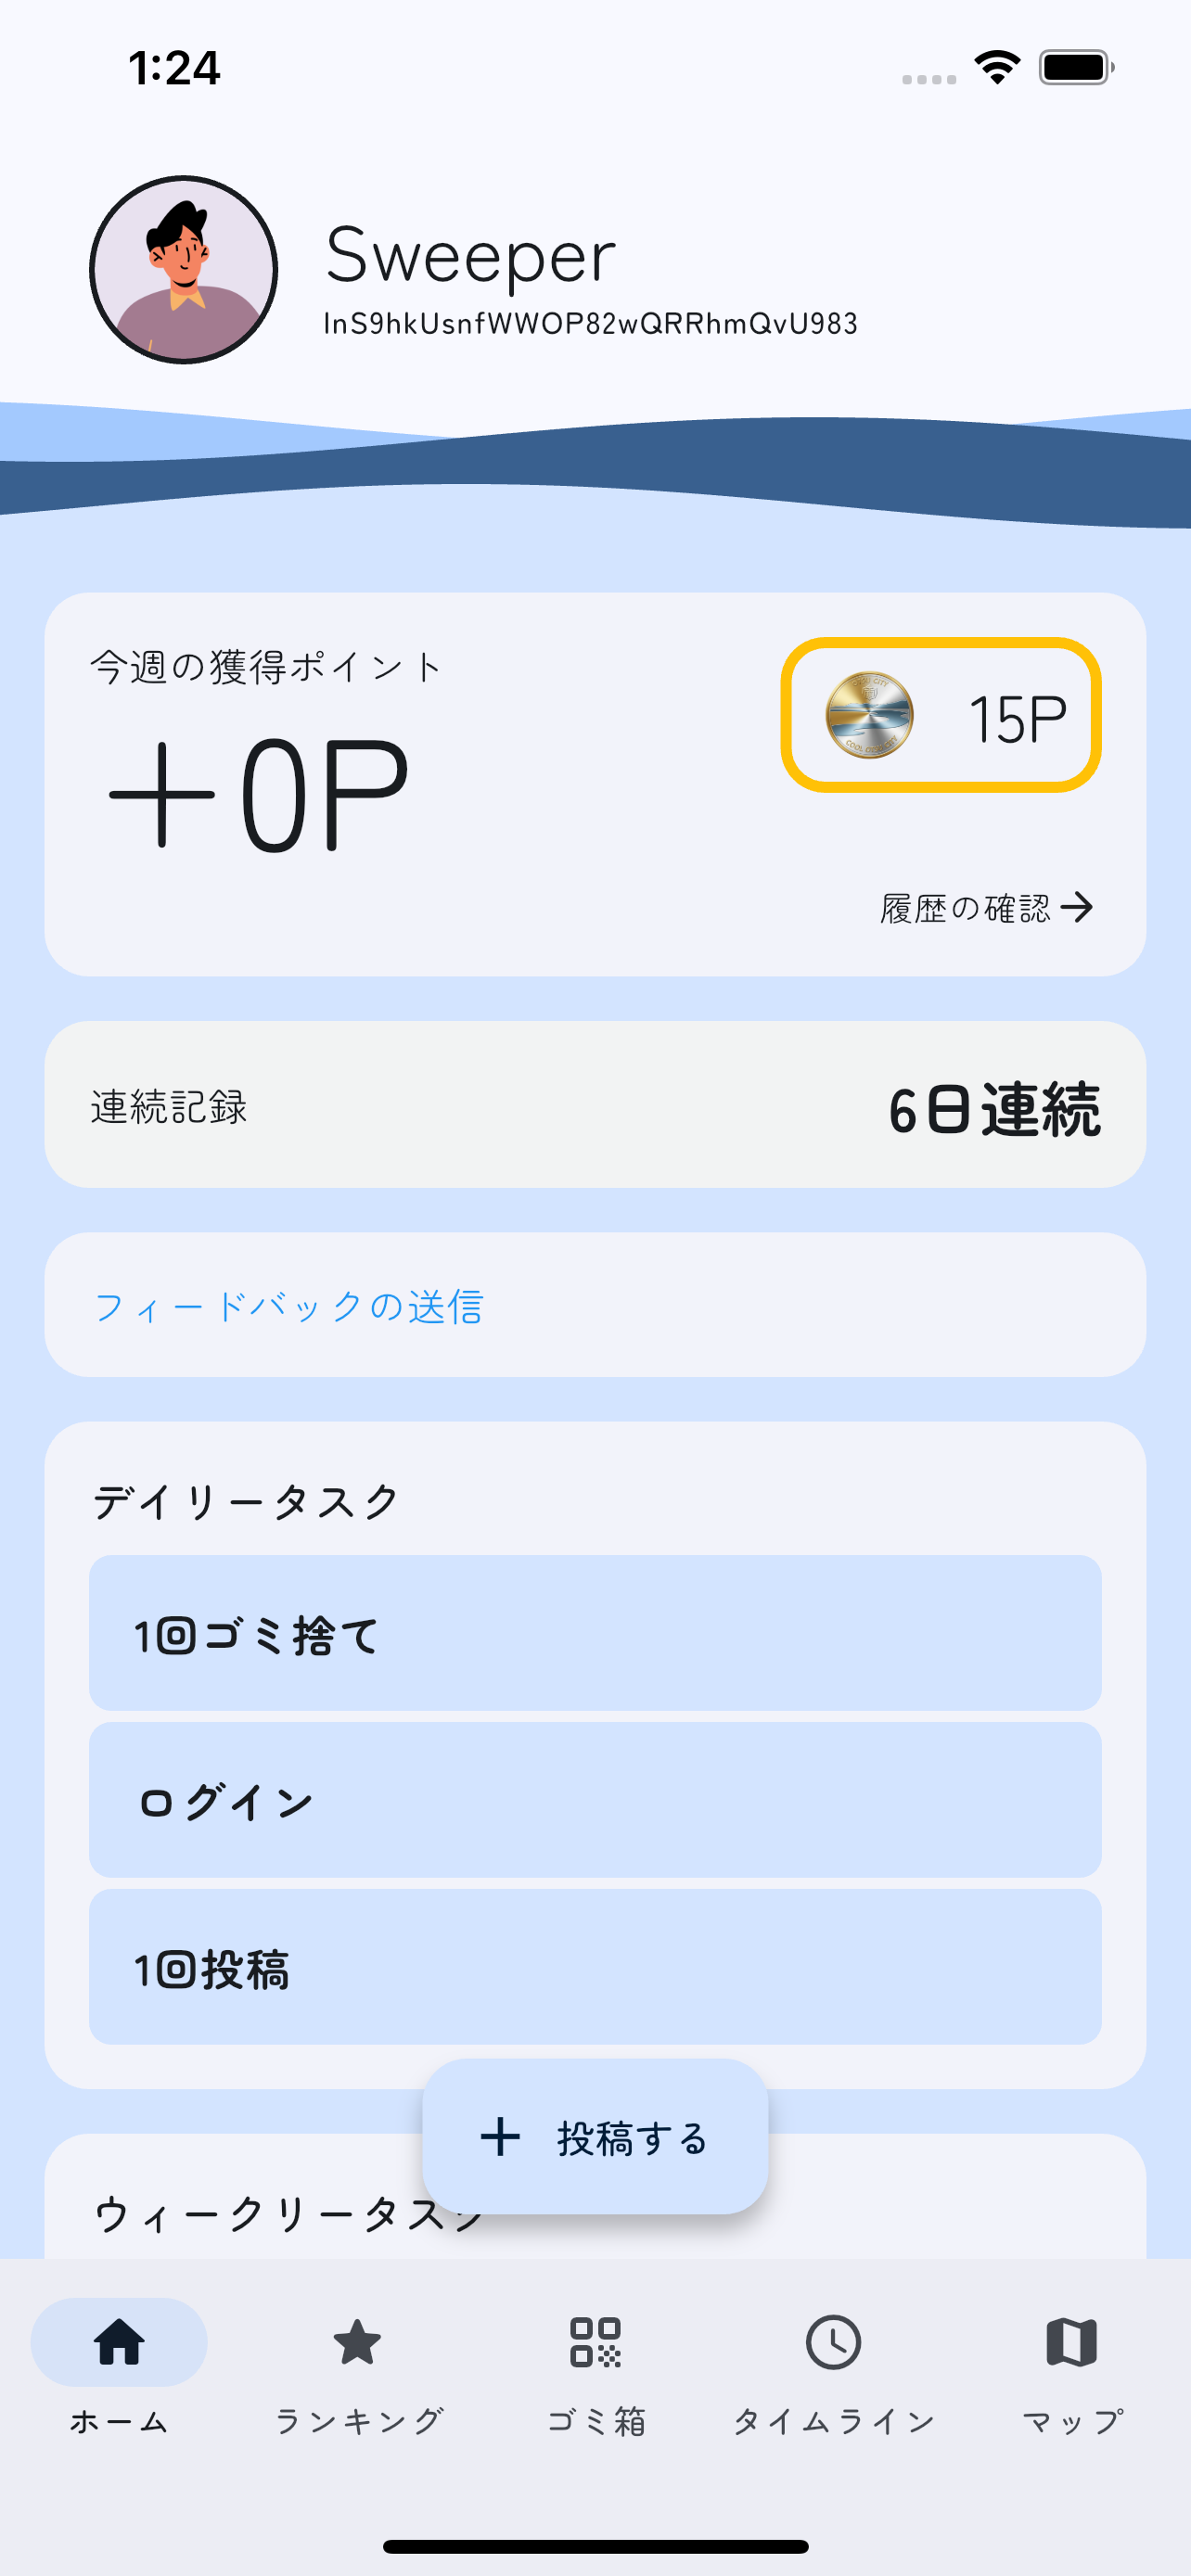 1:24
Sweeper
InS9hkUsnfWWOP82wQRRhmQvU983
今週の獲得ポイント
+0P
15P
履歴の確認→
連続記録
6日連続
フィードバックの送信
デイリータスク
1回ゴミ捨て
ログイン
1回投稿
+ 投稿する
ウィークリータスク
ホーム
ランキング
ゴミ箱
タイムライン
マップ